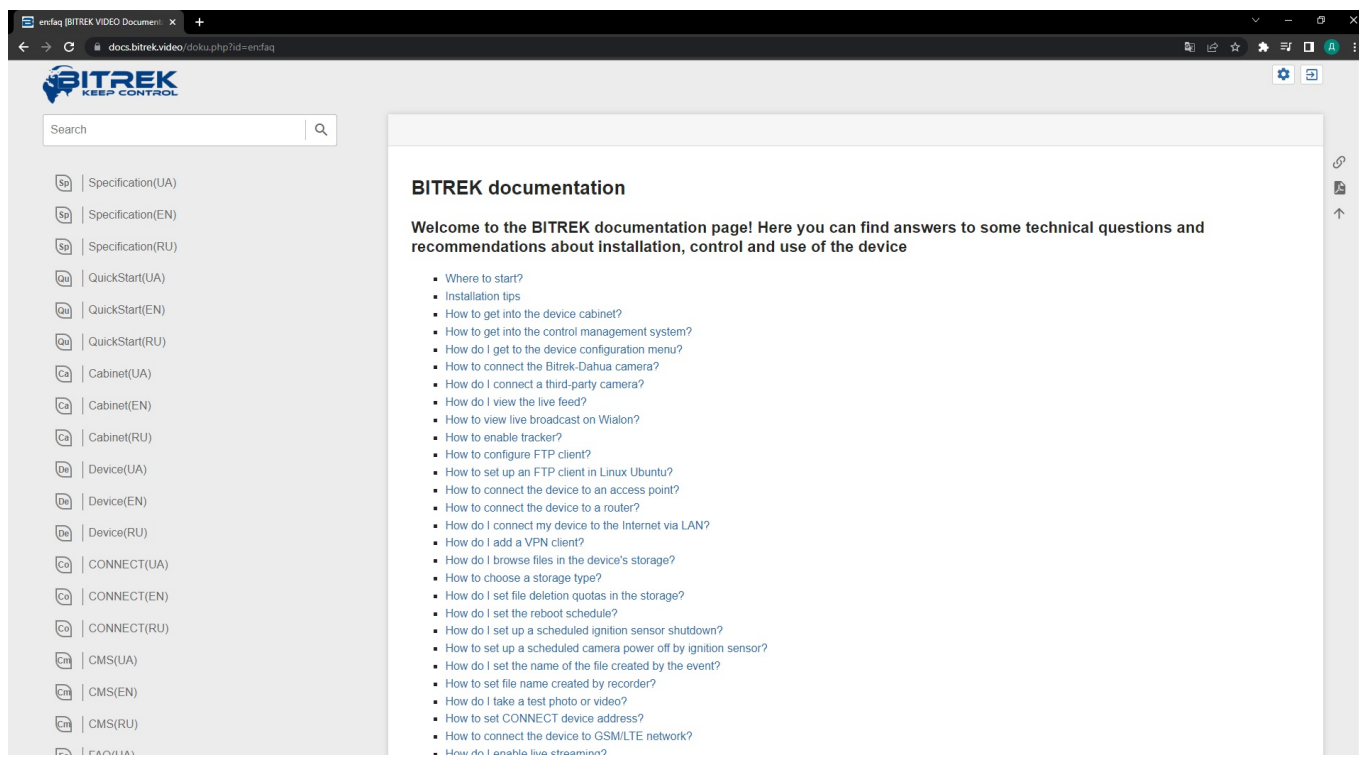 en:faq [BITREK VIDEO Document
docs.bitrek.video/doku.php?id=en:faq
Д
BITREK
KEEP CONTROL
Search
Sp Specification(UA)
Sp Specification(EN)
Sp Specification(RU)
Qu QuickStart(UA)
Qu QuickStart(EN)
Qu QuickStart(RU)
Ca Cabinet(UA)
Ca Cabinet(EN)
Ca Cabinet(RU)
De Device(UA)
De Device(EN)
De Device(RU)
Co CONNECT(UA)
Co CONNECT(EN)
Co CONNECT(RU)
Cm CMS(UA)
Cm CMS(EN)
Cm CMS(RU)
FAQ(UA)
BITREK documentation
Welcome to the BITREK documentation page! Here you can find answers to some technical questions and
recommendations about installation, control and use of the device
Where to start?
Installation tips
How to get into the device cabinet?
How to get into the control management system?
How do I get to the device configuration menu?
How to connect the Bitrek-Dahua camera?
How do I connect a third-party camera?
How do I view the live feed?
How to view live broadcast on Wialon?
How to enable tracker?
How to configure FTP client?
How to set up an FTP client in Linux Ubuntu?
How to connect the device to an access point?
How to connect the device to a router?
How do I connect my device to the Internet via LAN?
How do I add a VPN client?
How do I browse files in the device's storage?
How to choose a storage type?
How do I set file deletion quotas in the storage?
How do I set the reboot schedule?
How do I set up a scheduled ignition sensor shutdown?
How to set up a scheduled camera power off by ignition sensor?
How do I set the name of the file created by the event?
How to set file name created by recorder?
How do I take a test photo or video?
How to set CONNECT device address?
How to connect the device to GSM/LTE network?
How do I enable live streaming?